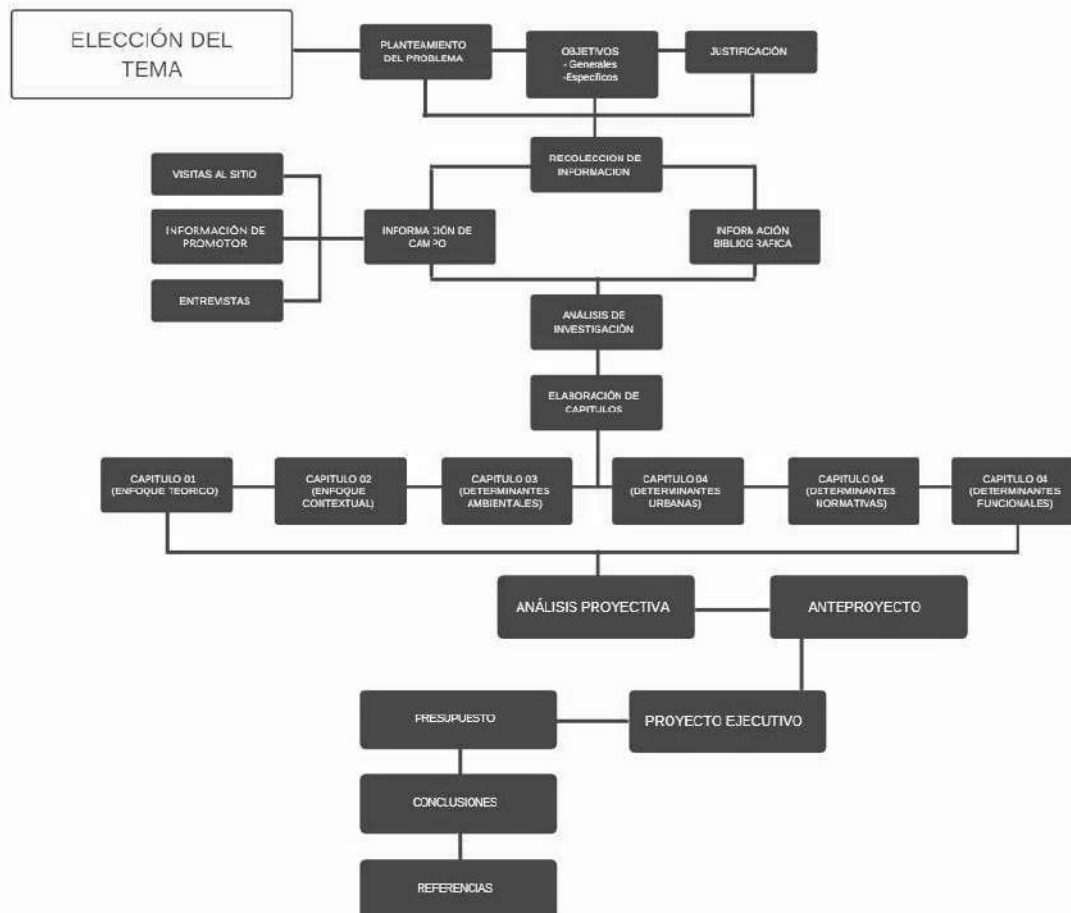 ELECCIÓN DEL
TEMA
PLANTEAMIENTO
DEL PROBLEMA
OBJETIVOS
- Generales
-Específicos
JUSTIFICACIÓN
RECOLECCIÓN DE
INFORMACIÓN
VISITAS AL SITIO
INFORMACIÓN DE
PROMOTOR
ENTREVISTAS
INFORMACIÓN DE
CAMPO
INFORMACIÓN
BIBLIOGRAFICA
ANÁLISIS DE
INVESTIGACIÓN
ELABORACIÓN DE
CAPITULOS
CAPITULO 01
(ENFOQUE TEORICO)
CAPITULO 02
(ENFOQUE
CONTEXTUAL)
CAPITULO 03
(DETERMINANTES
AMBIENTALES)
CAPITULO 04
(DETERMINANTES
URBANAS)
CAPITULO 04
(DETERMINANTES
NORMATIVAS)
CAPITULO 04
(DETERMINANTES
FUNCIONALES)
ANÁLISIS PROYECTIVA
ANTEPROYECTO
PROYECTO EJECUTIVO
PRESUPUESTO
CONCLUSIONES
REFERENCIAS